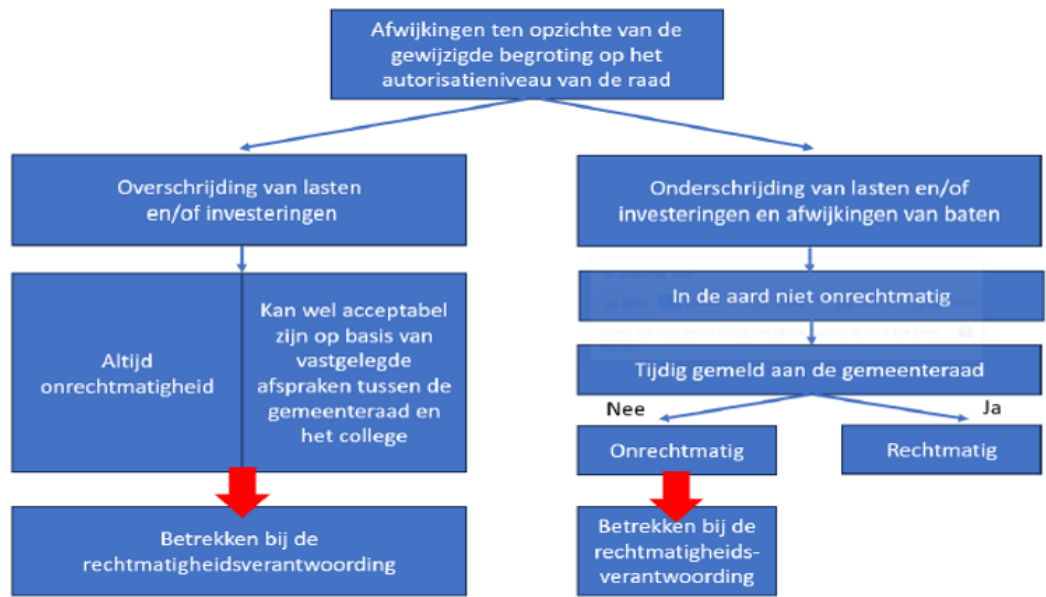 Afwijkingen ten opzichte van de
gewijzigde begroting op het
autorisatieniveau van de raad
Overschrijding van lasten
en/of investeringen
Onderschrijding van lasten en/of
investeringen en afwijkingen van baten
Altijd
onrechtmatigheid
Kan wel acceptabel
zijn op basis van
vastgelegde
afspraken tussen de
gemeenteraad en
het college
In de aard niet onrechtmatig
Tijdig gemeld aan de gemeenteraad
Nee
Ja
Onrechtmatig
Rechtmatig
Betrekken bij de
rechtmatigheidsverantwoording
Betrekken bij de
rechtmatigheids-
verantwoording